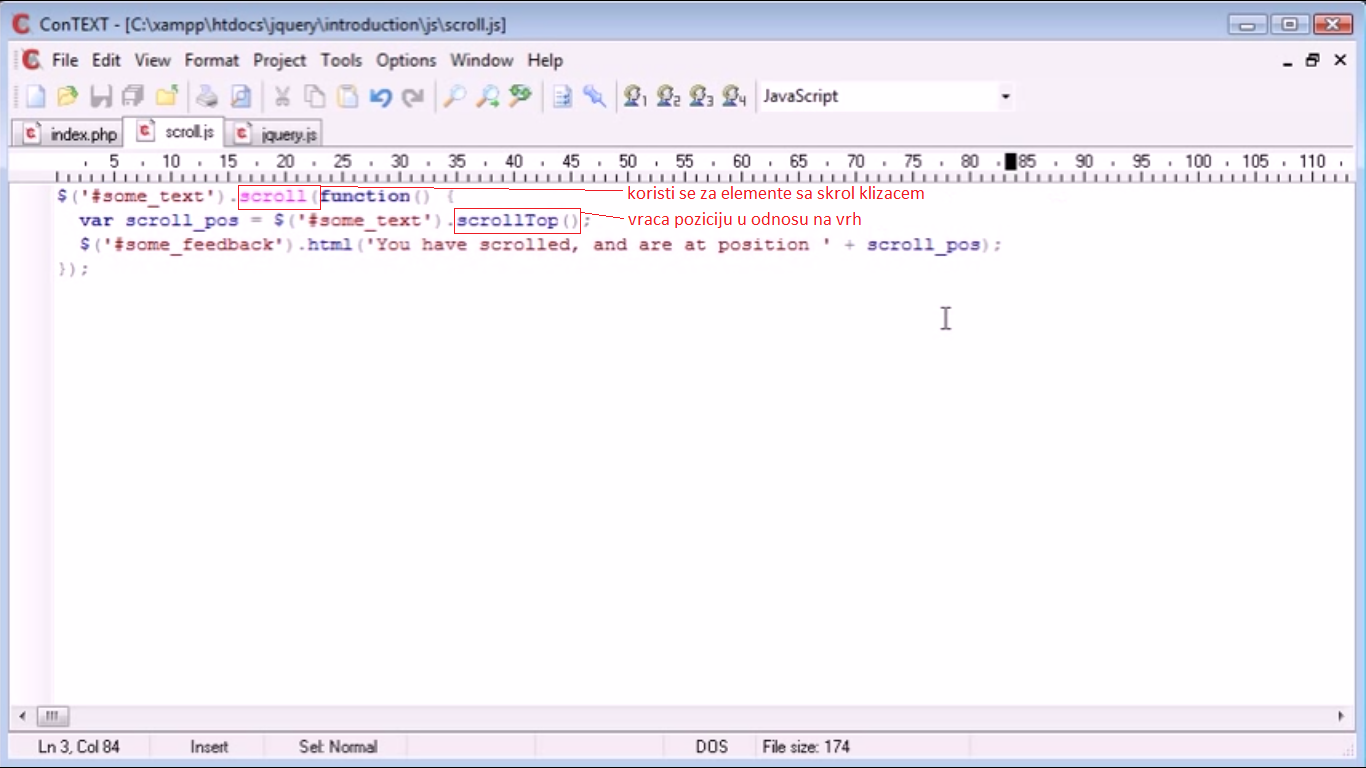 ConTEXT - [C:\xampp\htdocs\jquery\introduction\js\scroll.js]
File Edit View Format Project Tools Options Window Help
1 2 3 4 JavaScript
index.php scroll.js jquery.js
5 10 15 20 25 30 35 40 45 50 55 60 65 70 75 80 85 90 95 100 105 110
$('#some_text').scroll(function() { koristi se za elemente sa skrol klizacem
var scroll_pos = $('#some_text').scrollTop(); vraca poziciju u odnosu na vrh
$('#some_feedback').html('You have scrolled, and are at position ' + scroll_pos);
});
Ln 3, Col 84 Insert Sel: Normal DOS File size: 174